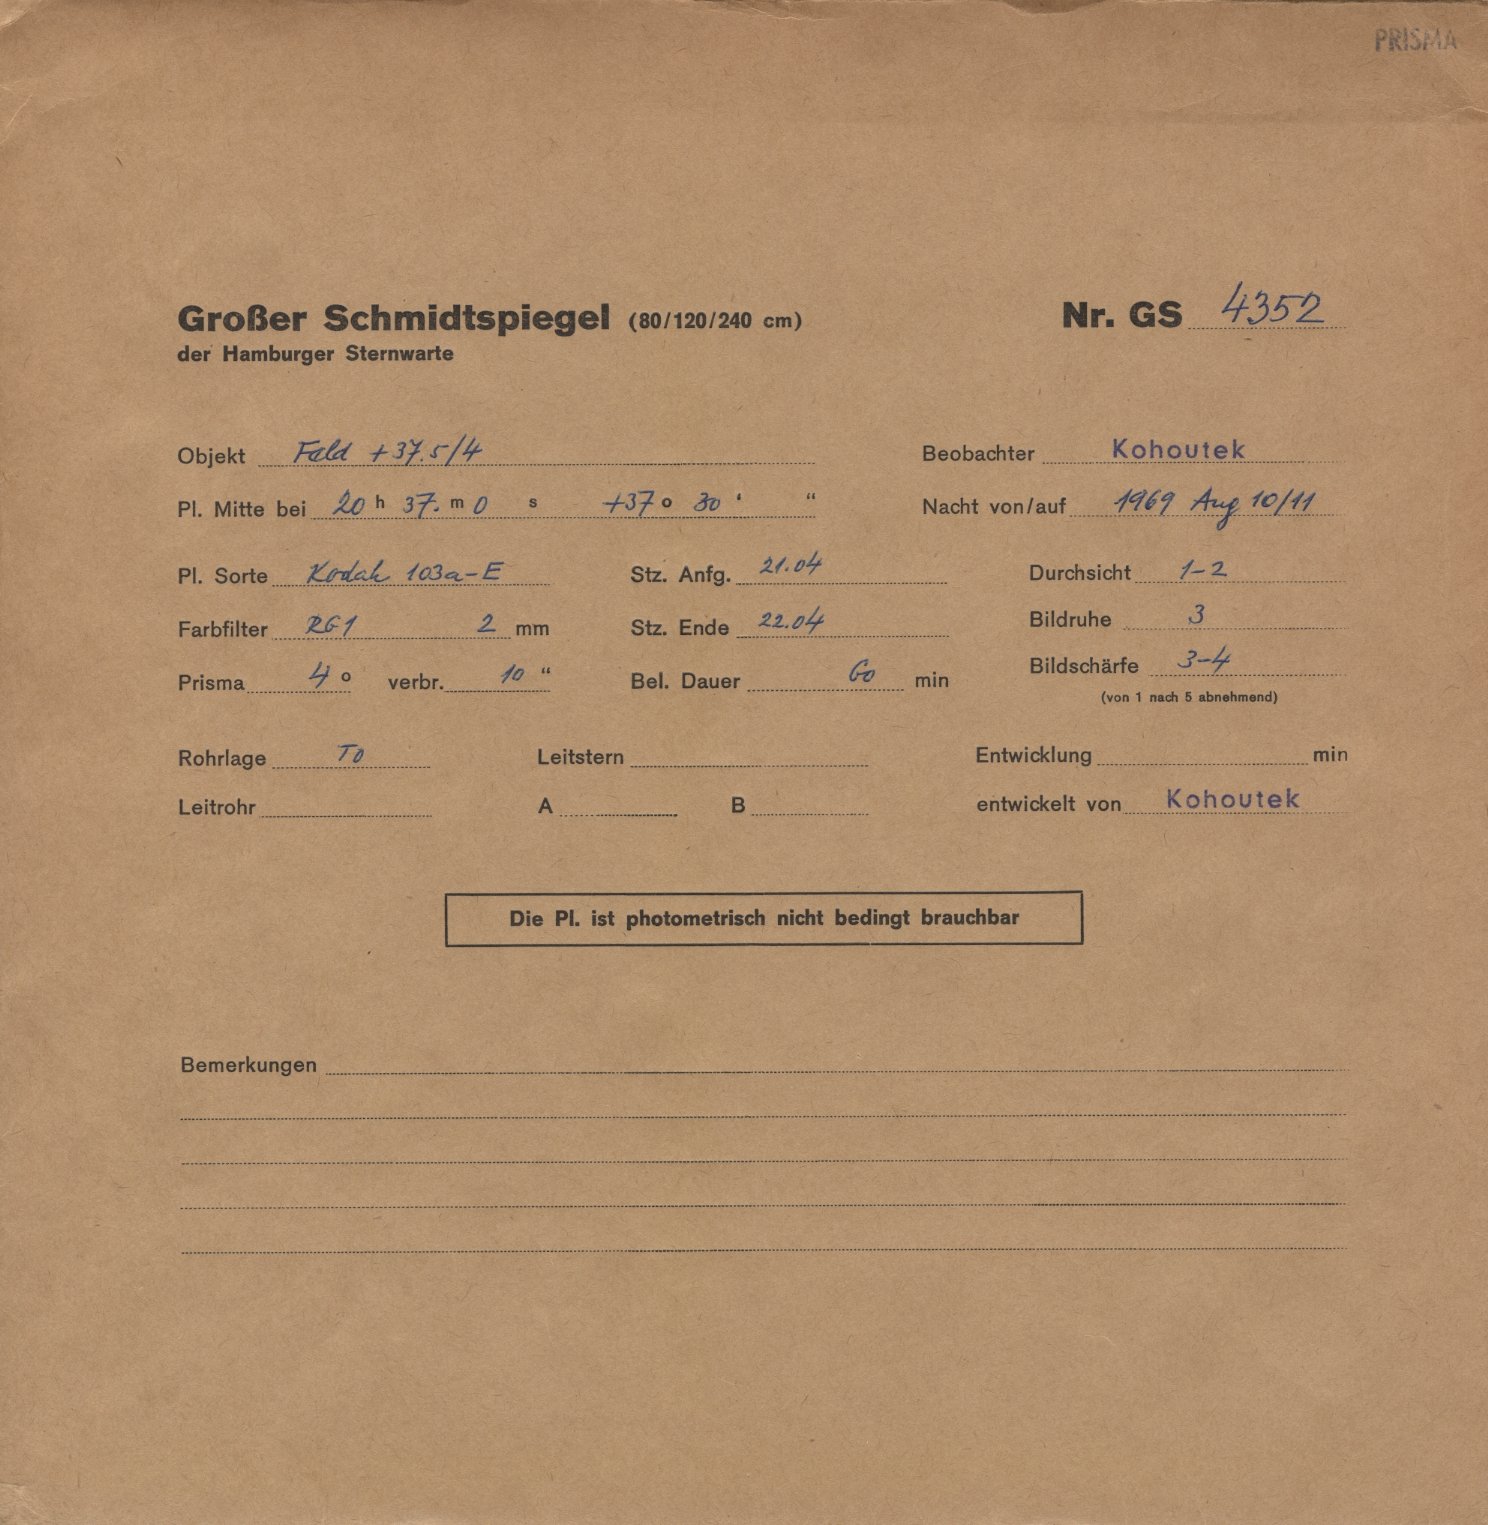 PRISMA
Großer Schmidtspiegel (80/120/240 cm) Nr. GS 4352
der Hamburger Sternwarte
Objekt Feld +37.5/4 Beobachter Kohoutek
Pl. Mitte bei 20 h 37. m 0 s +37 o 30 ‘ “ Nacht von/auf 1969 Aug 10/11
Pl. Sorte Kodak 103a-E Stz. Anfg. 21.04 Durchsicht 1-2
Farbfilter RG1 2 mm Stz. Ende 22.04 Bildruhe 3
Prisma 4 o verbr. 10 “ Bel. Dauer 60 min Bildschärfe 3-4
(von 1 nach 5 abnehmend)
Rohrlage TO Leitstern Entwicklung min
Leitrohr A B entwickelt von Kohoutek
Die Pl. ist photometrisch nicht bedingt brauchbar
Bemerkungen